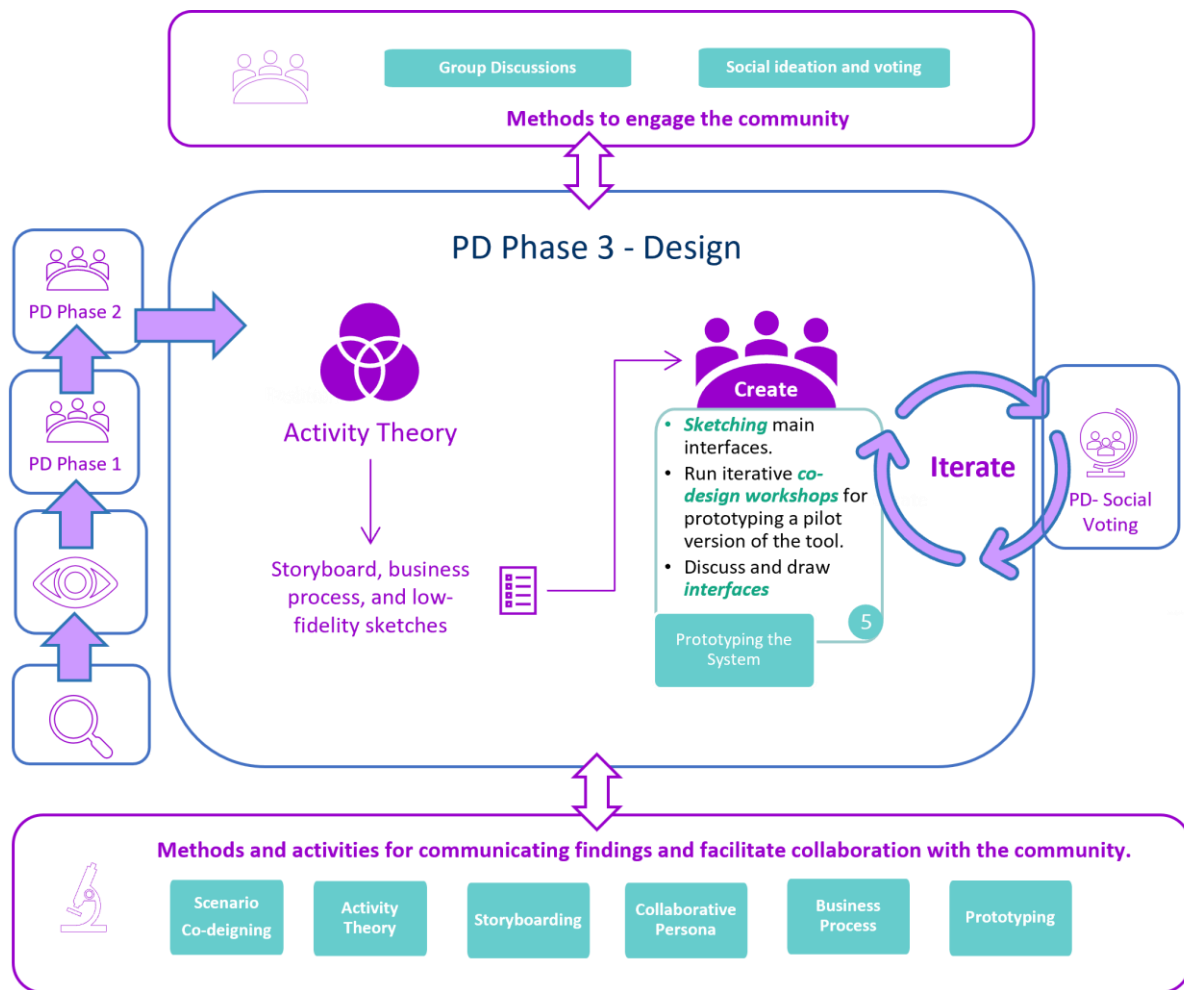 Group Discussions
Social ideation and voting
Methods to engage the community
PD Phase 3 - Design
PD Phase 2
PD Phase 1
Activity Theory
Storyboard, business
process, and low-
fidelity sketches
Create
• Sketching main
interfaces.
• Run iterative co-
design workshops for
prototyping a pilot
version of the tool.
• Discuss and draw
interfaces
5
Prototyping the
System
Iterate
PD- Social
Voting
Methods and activities for communicating findings and facilitate collaboration with the community.
Scenario
Co-deigning
Activity
Theory
Storyboarding
Collaborative
Persona
Business
Process
Prototyping